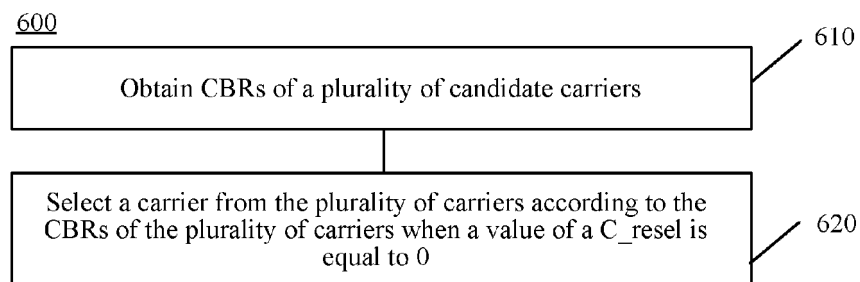 600
610
Obtain CBRs of a plurality of candidate carriers
Select a carrier from the plurality of carriers according to the
CBRs of the plurality of carriers when a value of a C_resel is
equal to 0
620